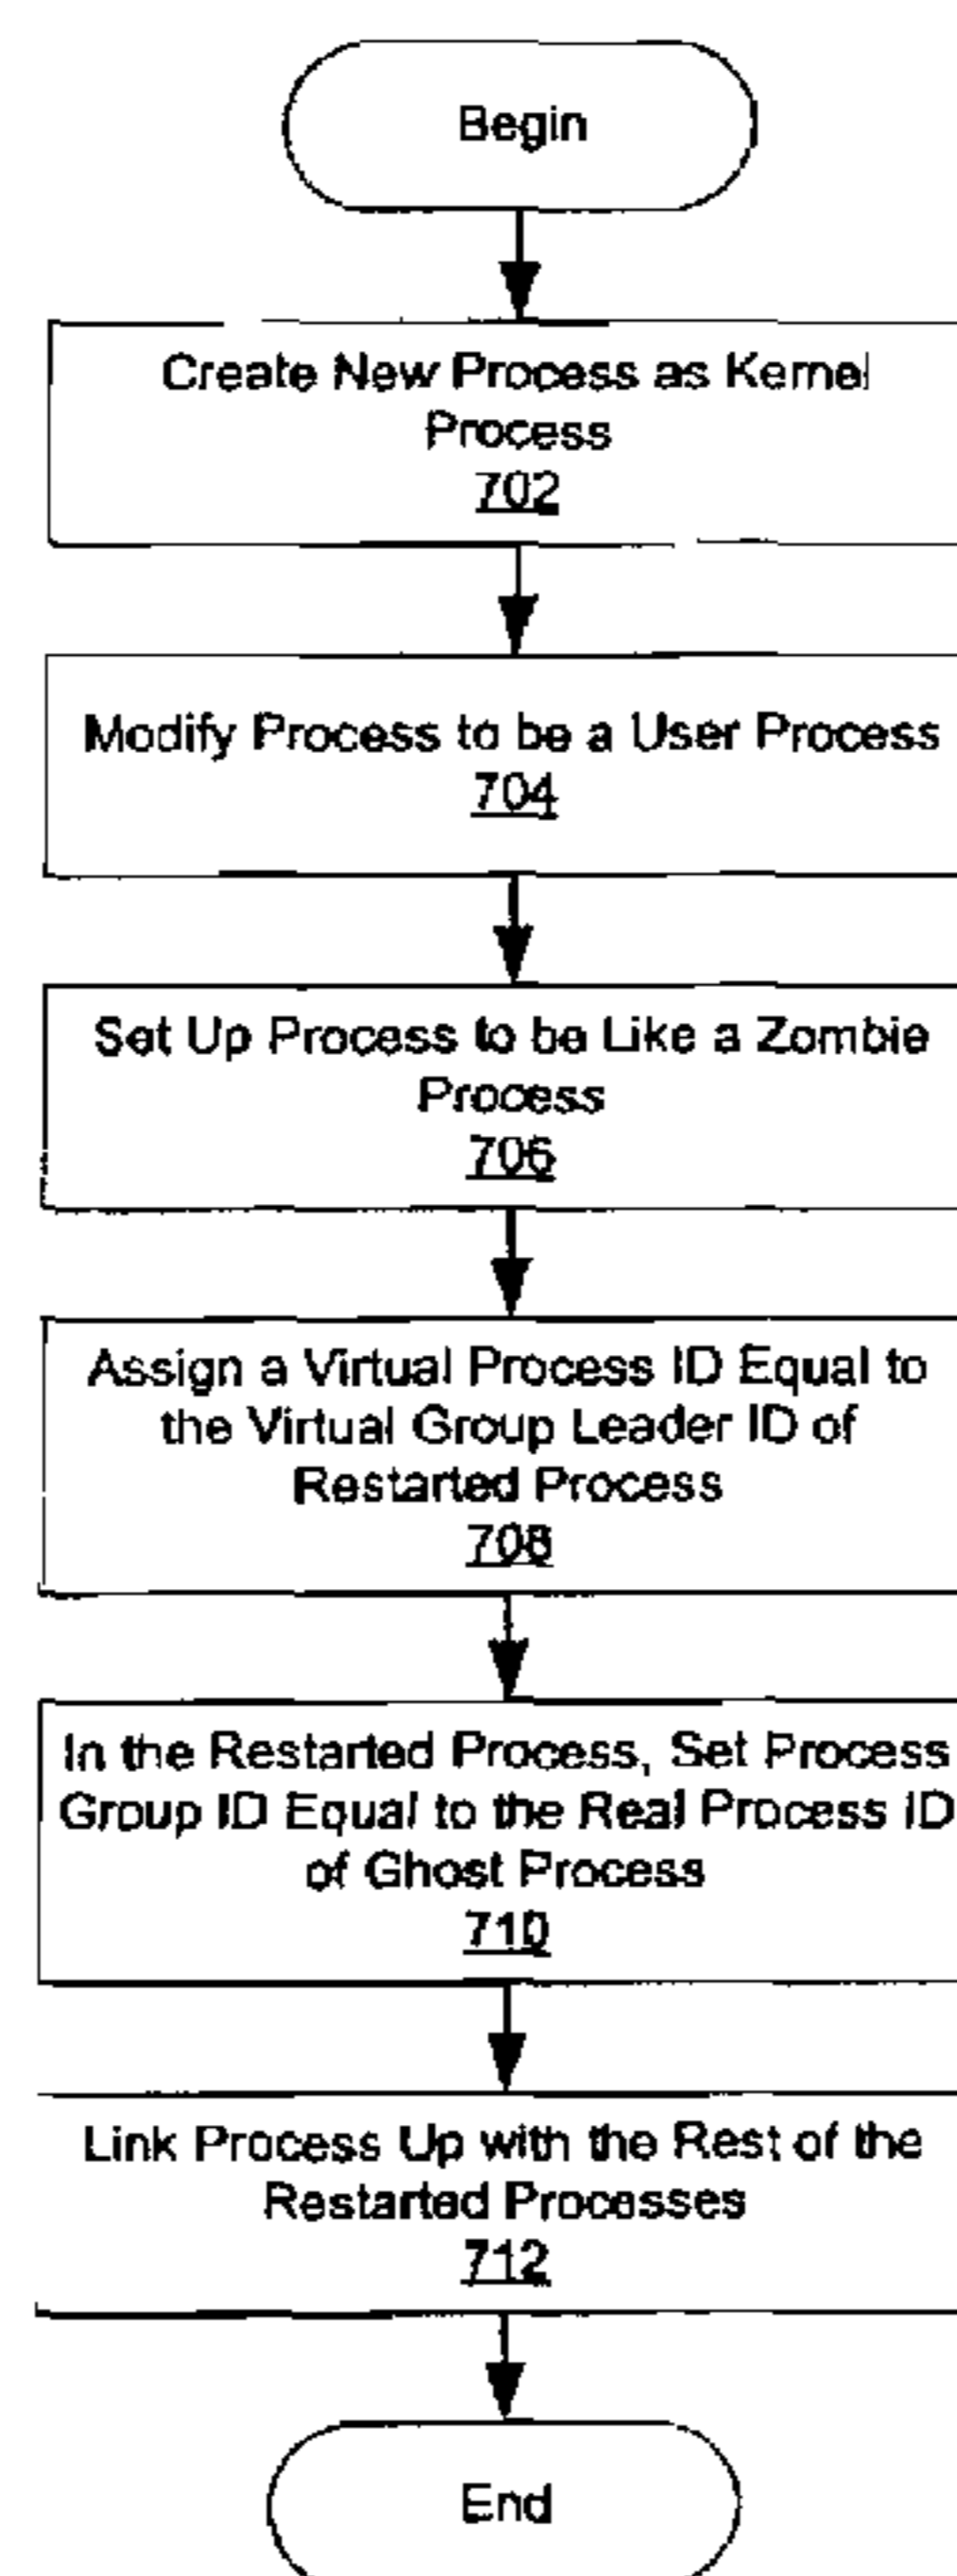 Begin
Create New Process as Kernel
Process
702
Modify Process to be a User Process
704
Set Up Process to be Like a Zombie
Process
706
Assign a Virtual Process ID Equal to
the Virtual Group Leader ID of
Restarted Process
708
In the Restarted Process, Set Process
Group ID Equal to the Real Process ID
of Ghost Process
710
Link Process Up with the Rest of the
Restarted Processes
712
End